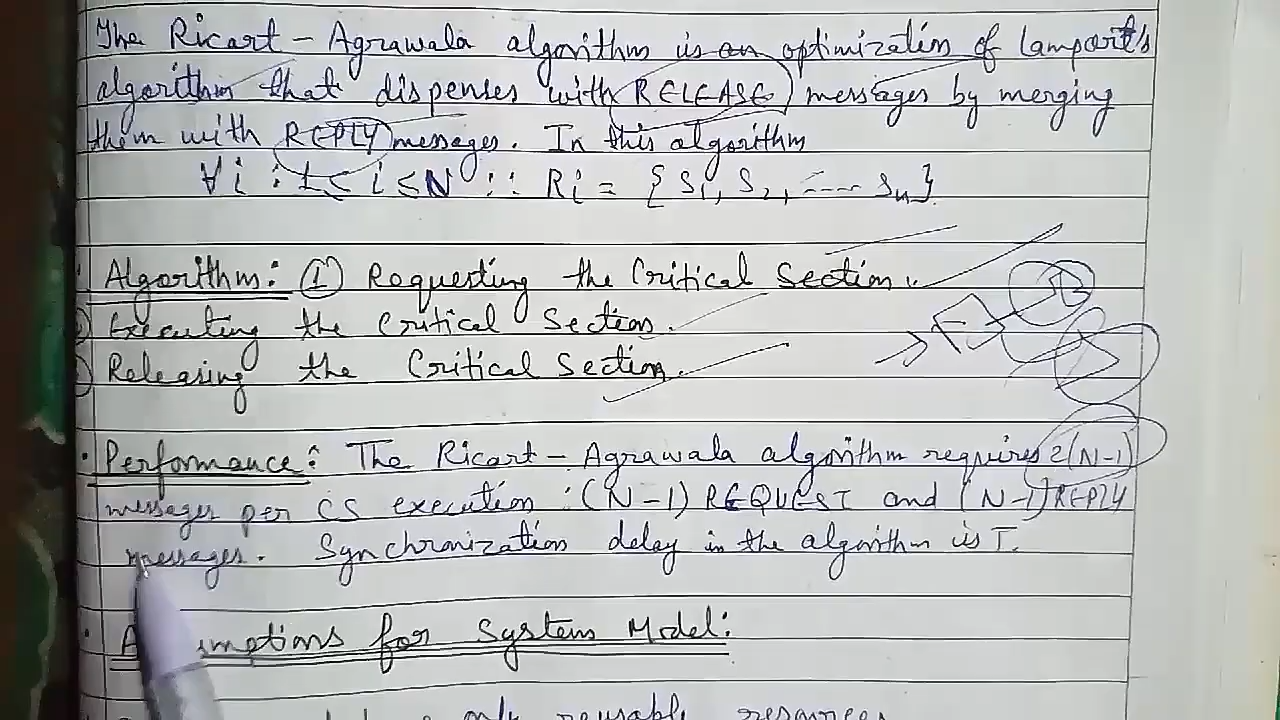 The Ricart - Agrawala algorithm is an optimization of Lamport's
algorithm that dispenses with RELEASE messages by merging
them with REPLY messages. In this algorithm
∀i : 1 ≤ i ≤ N :: Ri = { S1, S2, ---- Sn }
Algorithm: ① Requesting the Critical Section.
Executing the Critical Section.
Releasing the Critical Section.
• Performance: The Ricart - Agrawala algorithm requires 2(N-1)
messages per CS execution : (N-1) REQUEST and (N-1) REPLY
messages. Synchronization delay in the algorithm is T.
• for System Model:
only reusable resources